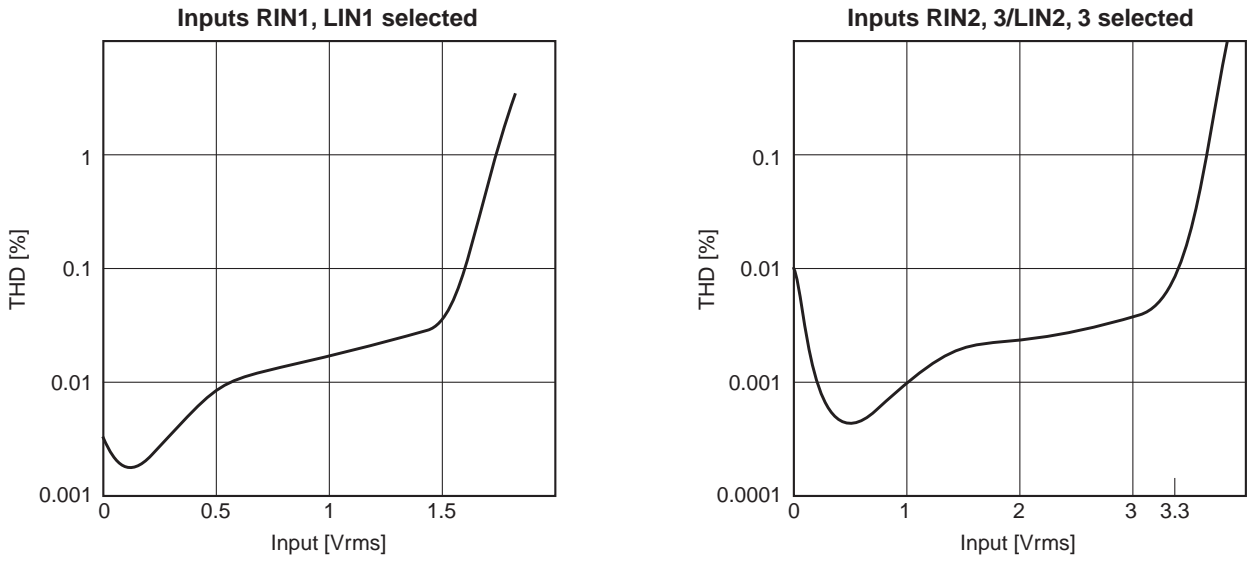 Inputs RIN1, LIN1 selected
THD [%]
1
0.1
0.01
0.001
0
0.5
1
1.5
Input [Vrms]
Inputs RIN2, 3/LIN2, 3 selected
THD [%]
0.1
0.01
0.001
0.0001
0
1
2
3
3.3
Input [Vrms]